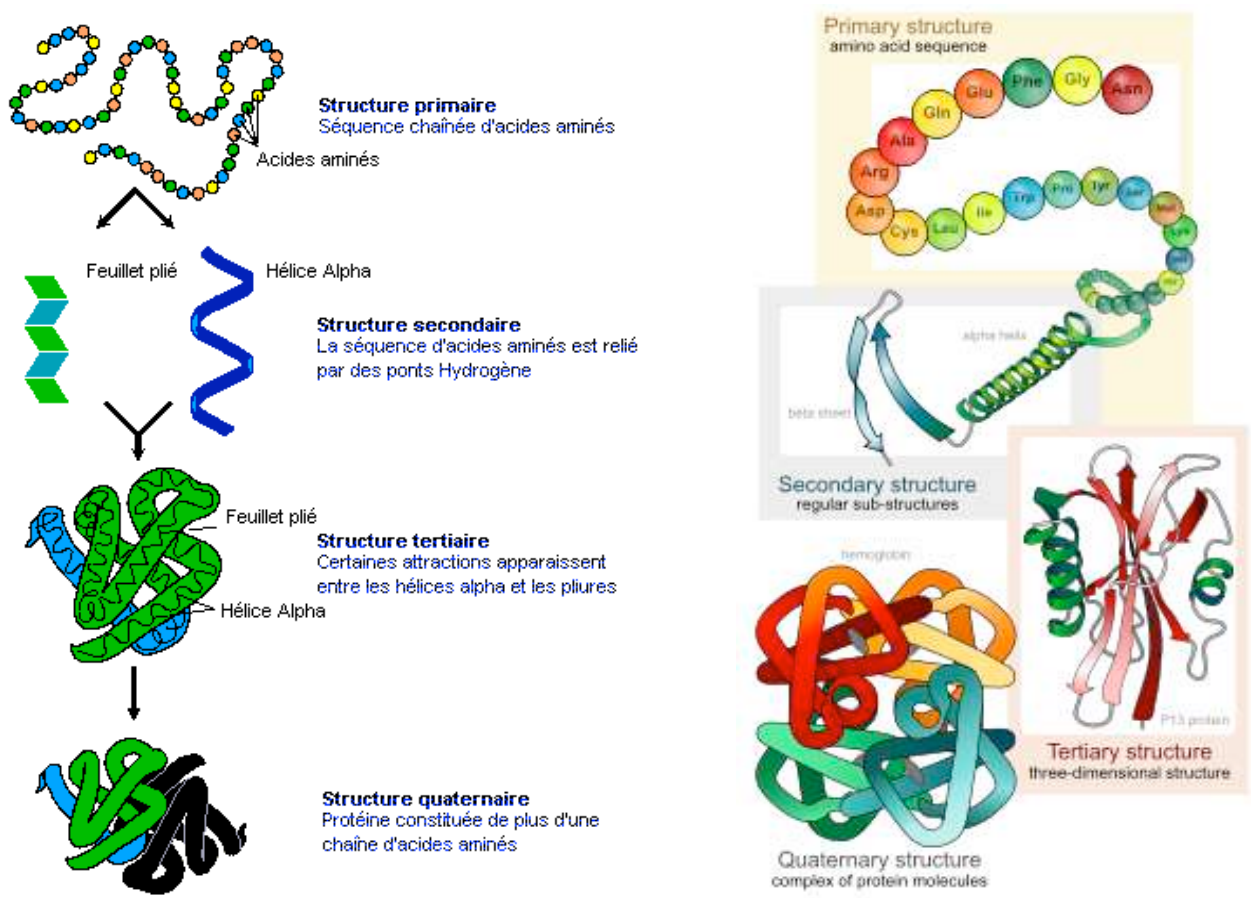 Structure primaire
Séquence chaînée d'acides aminés
Acides aminés
Feuillet plié
Hélice Alpha
Structure secondaire
La séquence d'acides aminés est relié
par des ponts Hydrogène
Feuillet plié
Structure tertiaire
Certaines attractions apparaissent
entre les hélices alpha et les pliures
Hélice Alpha
Structure quaternaire
Protéine constituée de plus d'une
chaîne d'acides aminés
Primary structure
amino acid sequence
Asn
Gly
Phe
Glu
Gln
Ala
Arg
Asp
Cys
Leu
Ile
Trp
Pro
Tyr
Ser
Met
Lys
alpha helix
beta sheet
Secondary structure
regular sub-structures
P13 protein
Tertiary structure
three-dimensional structure
hemoglobin
Quaternary structure
complex of protein molecules